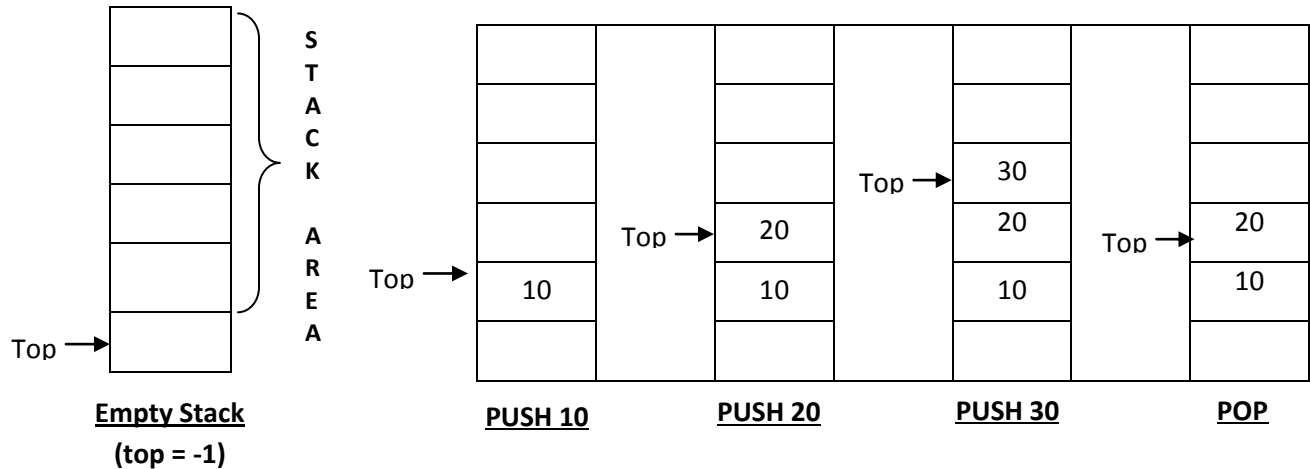 Top
Empty Stack
(top = -1)
S
T
A
C
K
A
R
E
A
Top
10
PUSH 10
Top
20
10
PUSH 20
Top
30
20
10
PUSH 30
Top
20
10
POP